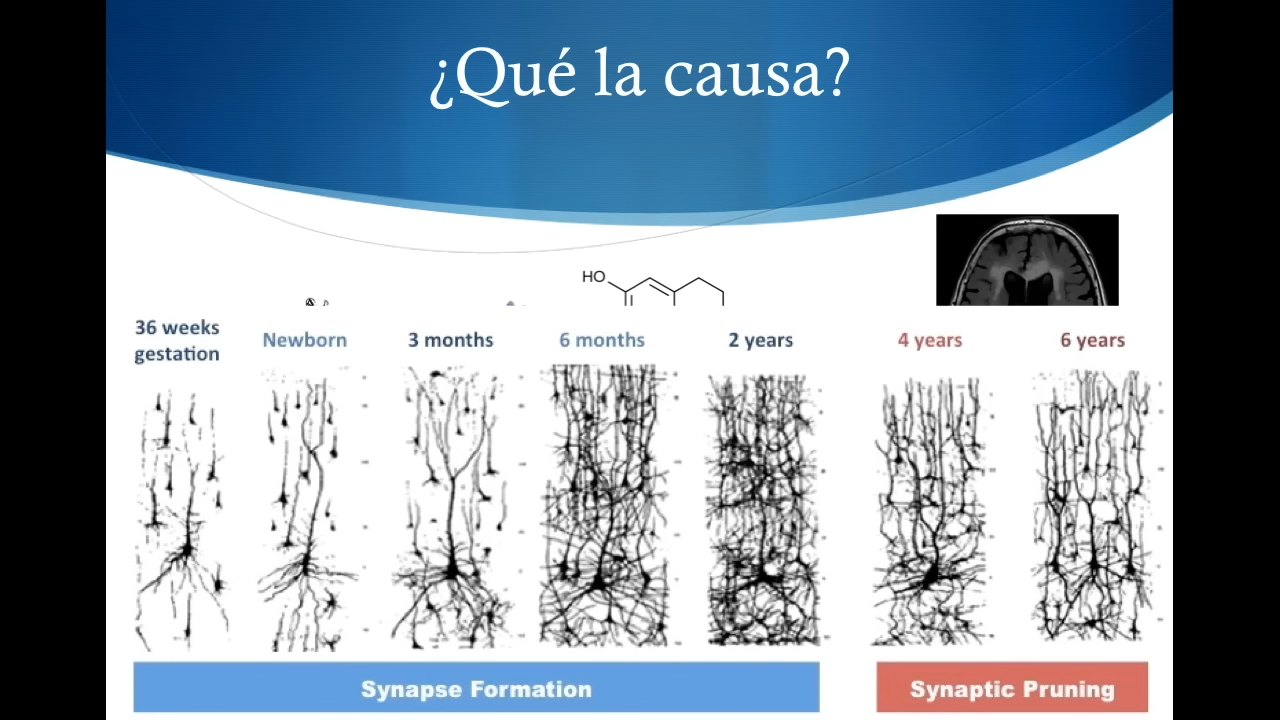 ¿Qué la causa?
HO
36 weeks
gestation
Newborn
3 months
6 months
2 years
4 years
6 years
Synapse Formation
Synaptic Pruning